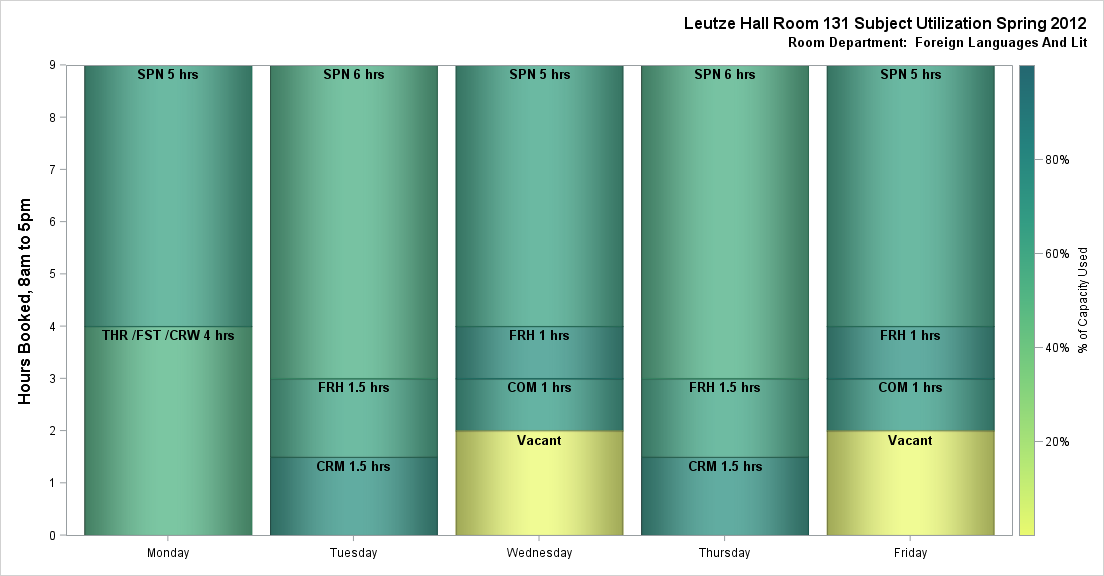 Leutze Hall Room 131 Subject Utilization Spring 2012
Room Department:  Foreign Languages And Lit
Hours Booked, 8am to 5pm
9
8
7
6
5
4
3
2
1
0
SPN 5 hrs
THR /FST /CRW 4 hrs
SPN 6 hrs
FRH 1.5 hrs
CRM 1.5 hrs
SPN 5 hrs
FRH 1 hrs
COM 1 hrs
Vacant
SPN 6 hrs
FRH 1.5 hrs
CRM 1.5 hrs
SPN 5 hrs
FRH 1 hrs
COM 1 hrs
Vacant
Monday
Tuesday
Wednesday
Thursday
Friday
80%
60%
40%
20%
% of Capacity Used